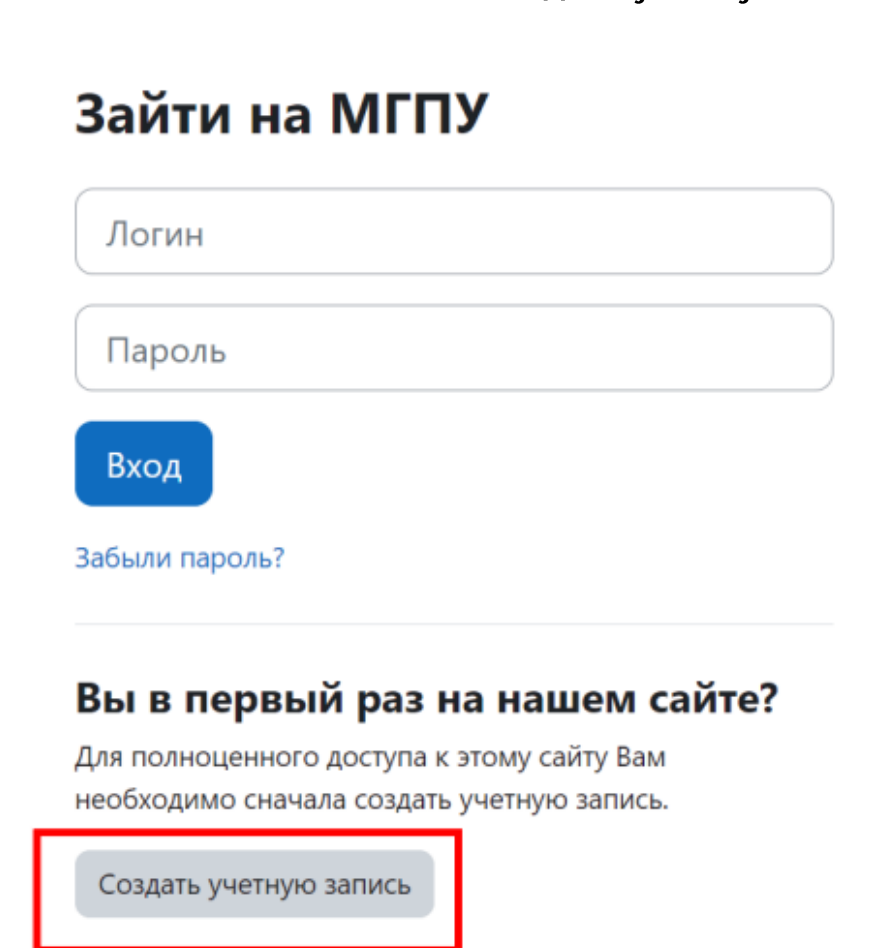 Зайти на МГПУ
Логин
Пароль
Вход
Забыли пароль?
Вы в первый раз на нашем сайте?
Для полноценного доступа к этому сайту Вам
необходимо сначала создать учетную запись.
Создать учетную запись